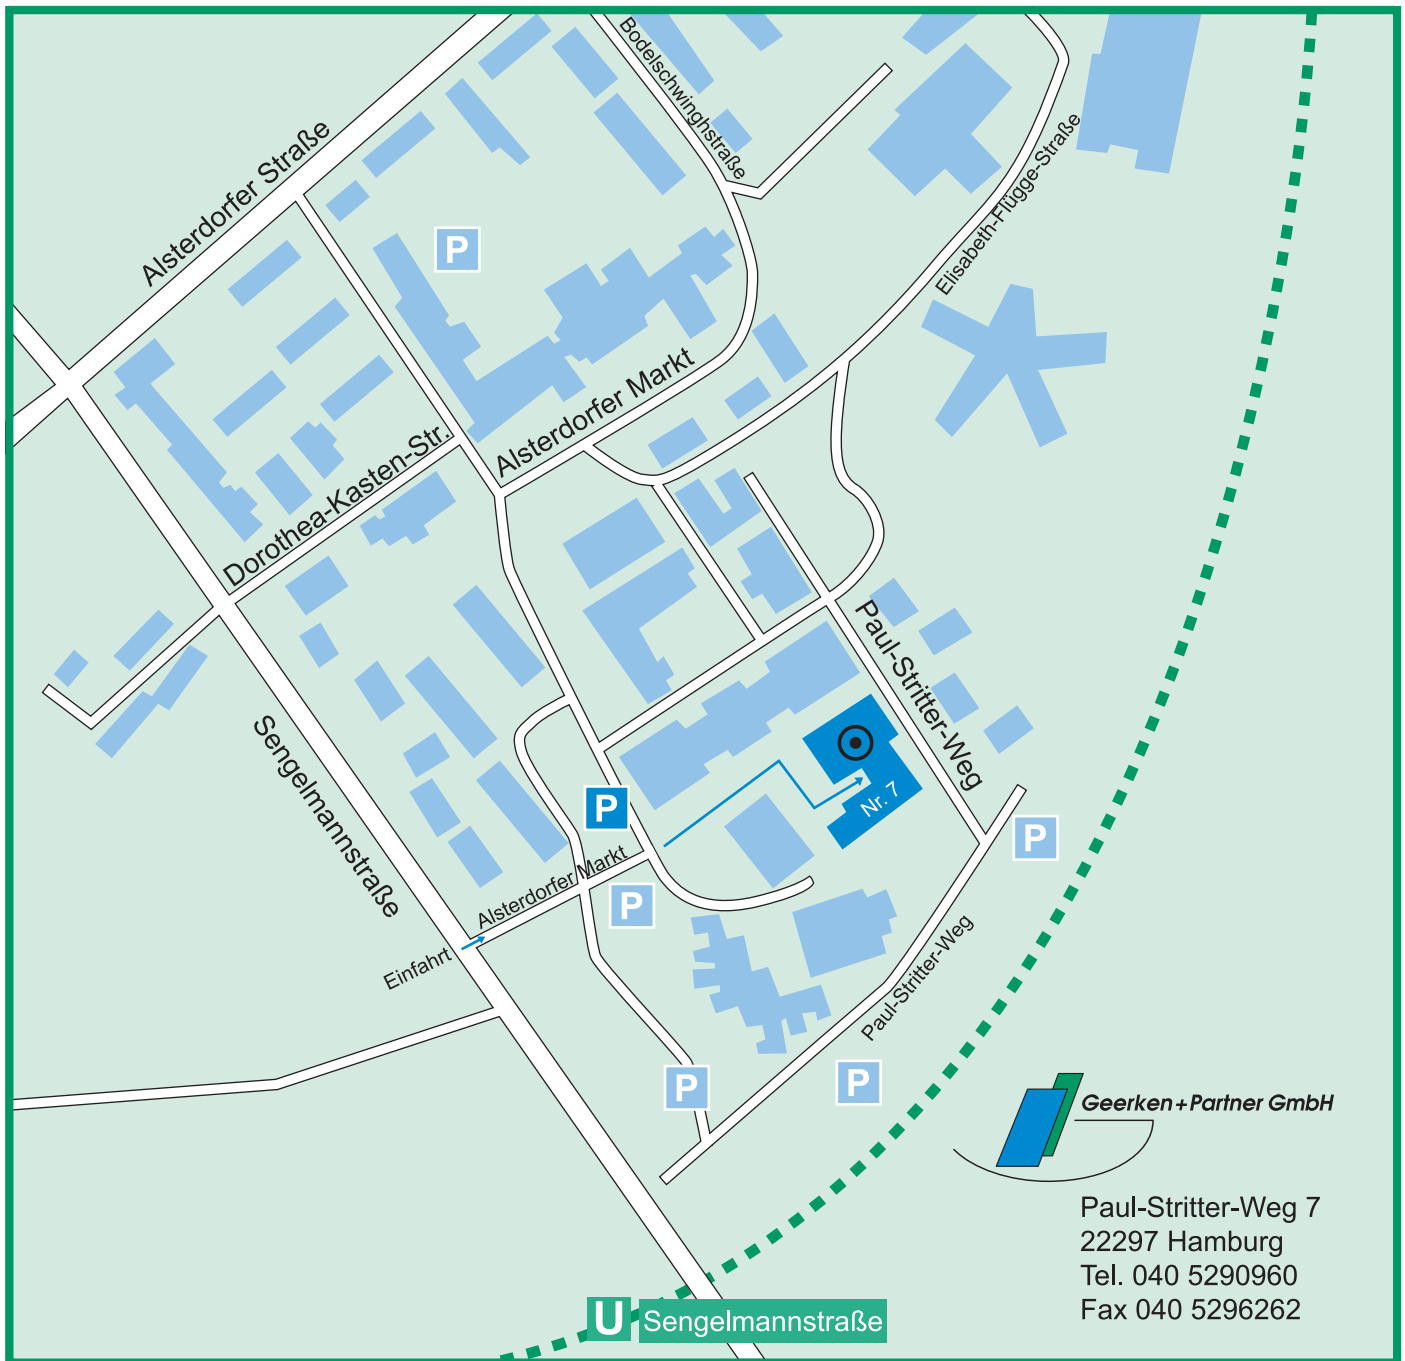 Bodelschwinghstraße
Alsterdorfer Straße
Elisabeth-Flügge-Straße
P
Alsterdorfer Markt
Dorothea-Kasten-Str.
Paul-Stritter-Weg
Sengelmannstraße
P
Nr. 7
P
Alsterdorfer Markt
P
Einfahrt
Paul-Stritter-Weg
P
P
Geerken+Partner GmbH
Paul-Stritter-Weg 7
22297 Hamburg
Tel. 040 5290960
Fax 040 5296262
U Sengelmannstraße